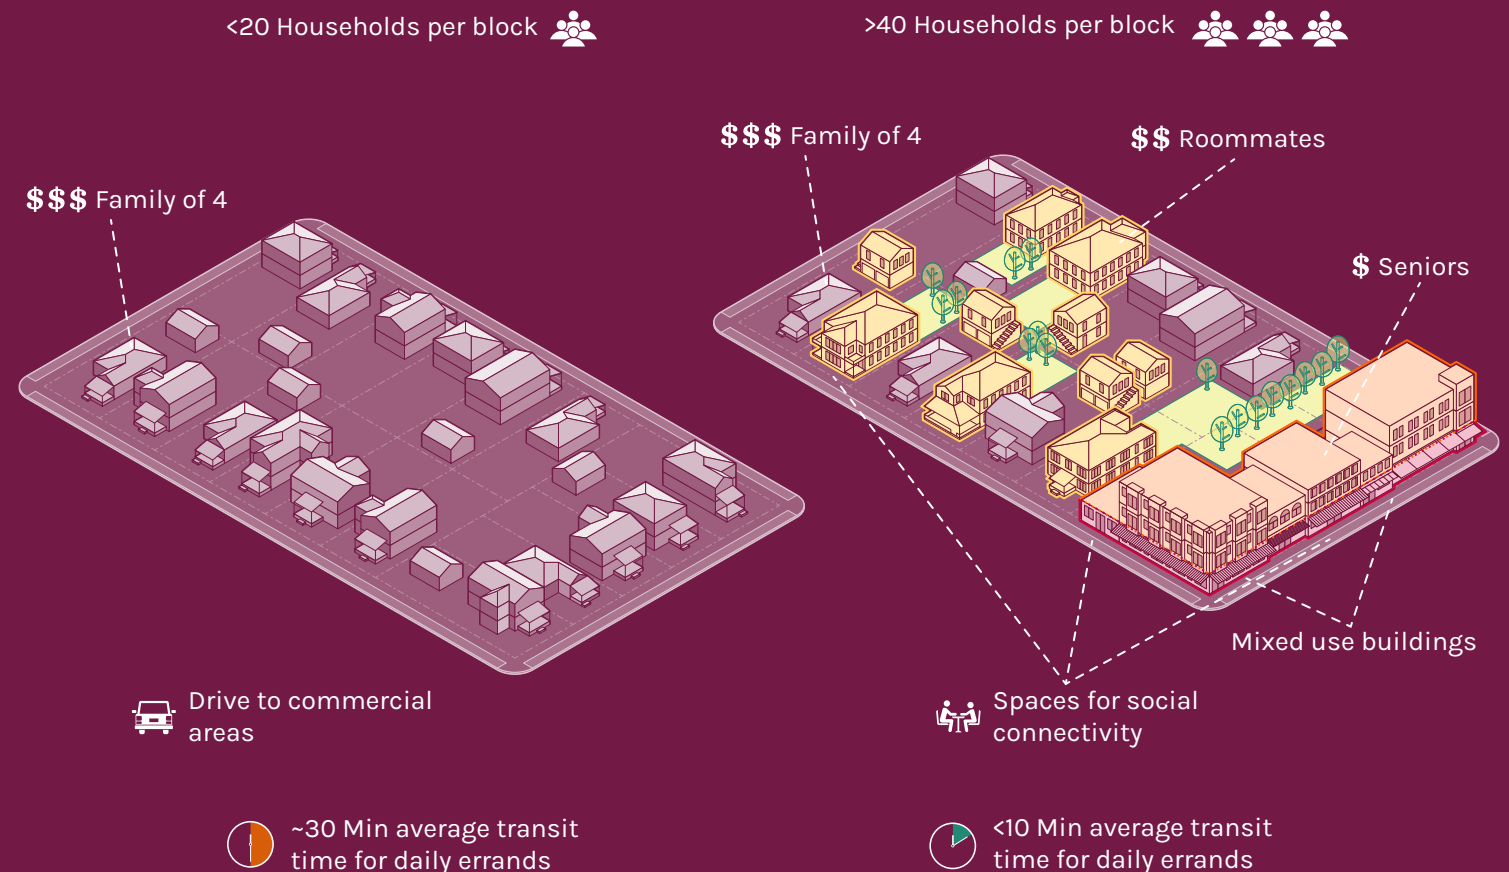 <20 Households per block
>40 Households per block
$$$ Family of 4
$$ Roommates
$$$ Family of 4
$ Seniors
Mixed use buildings
Drive to commercial
areas
Spaces for social
connectivity
~30 Min average transit
time for daily errands
<10 Min average transit
time for daily errands